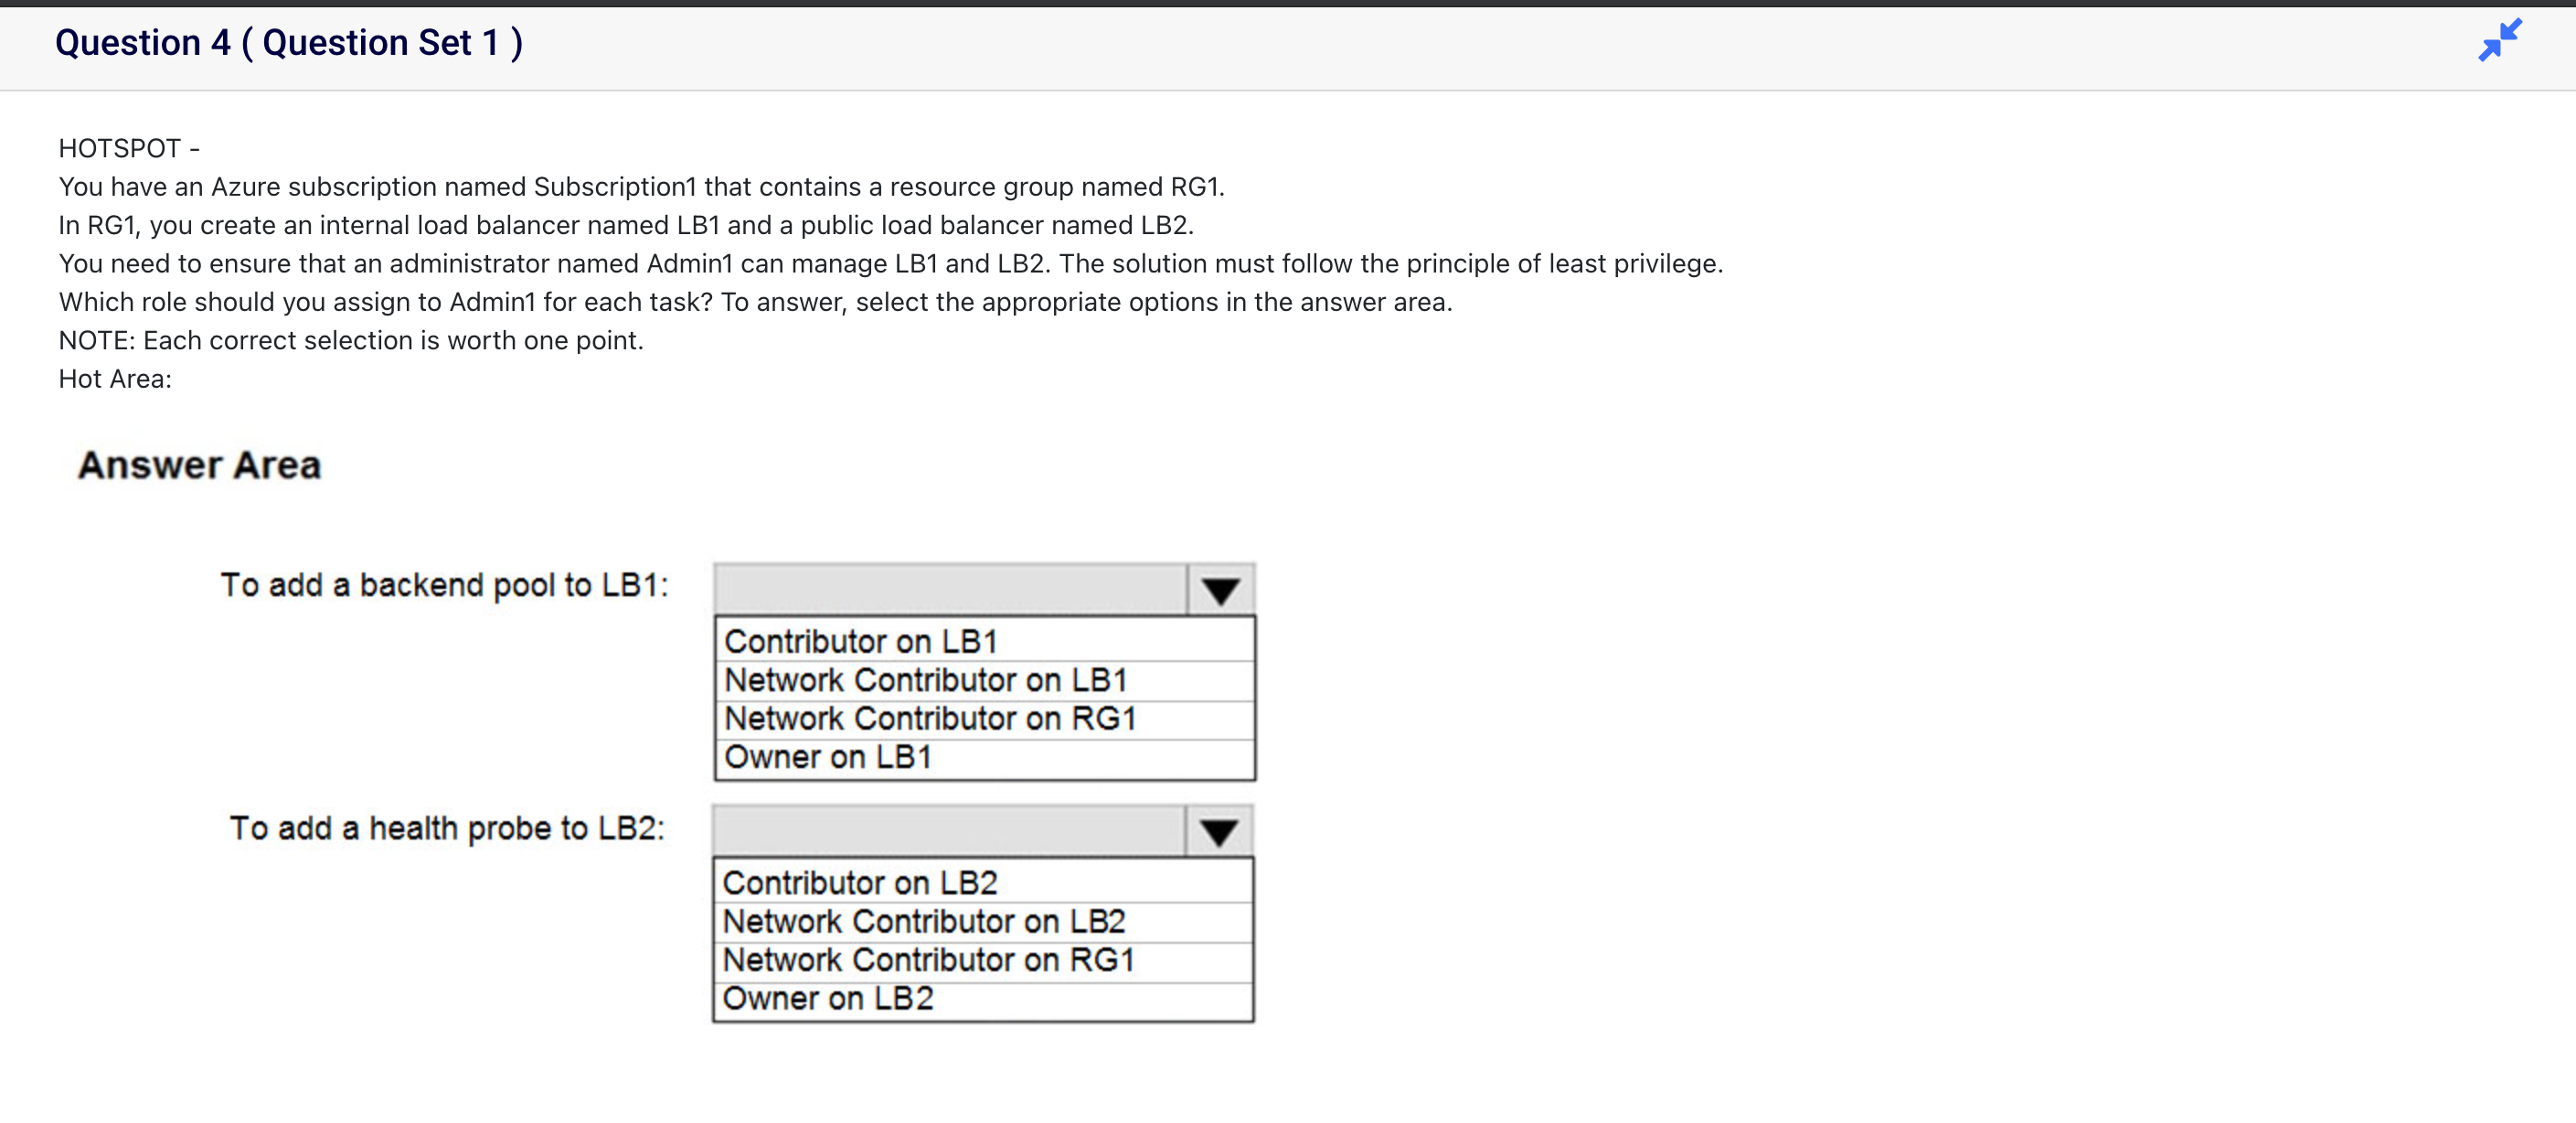 Question 4 ( Question Set 1 )
HOTSPOT -
You have an Azure subscription named Subscription1 that contains a resource group named RG1.
In RG1, you create an internal load balancer named LB1 and a public load balancer named LB2.
You need to ensure that an administrator named Admin1 can manage LB1 and LB2. The solution must follow the principle of least privilege.
Which role should you assign to Admin1 for each task? To answer, select the appropriate options in the answer area.
NOTE: Each correct selection is worth one point.
Hot Area:
Answer Area
To add a backend pool to LB1:
Contributor on LB1
Network Contributor on LB1
Network Contributor on RG1
Owner on LB1
To add a health probe to LB2:
Contributor on LB2
Network Contributor on LB2
Network Contributor on RG1
Owner on LB2